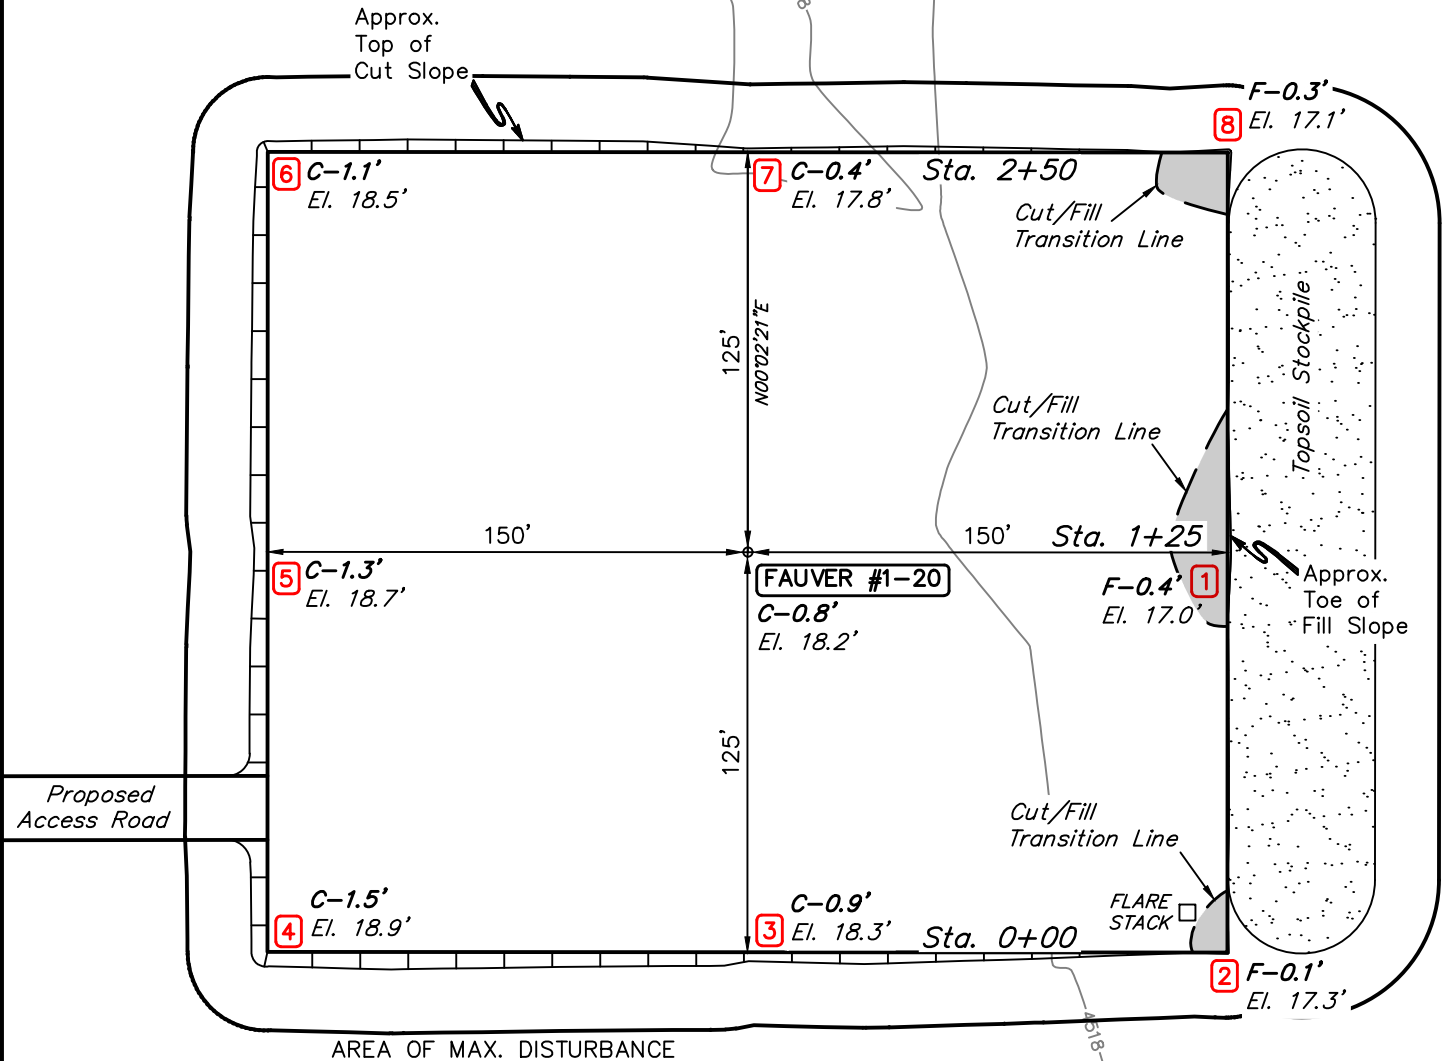 Approx.
Top of
Cut Slope
8
F-0.3'
8 El. 17.1'
6 C-1.1'
El. 18.5'
7 C-0.4'
El. 17.8'
Sta. 2+50
Cut/Fill
Transition Line
125'
N00°02'21"E
Topsoil Stockpile
Cut/Fill
Transition Line
150'
150'
Sta. 1+25
5 C-1.3'
El. 18.7'
FAUVER #1-20
C-0.8'
El. 18.2'
F-0.4' 1
El. 17.0'
Approx.
Toe of
Fill Slope
125'
Proposed
Access Road
Cut/Fill
Transition Line
FLARE
STACK
4 C-1.5'
El. 18.9'
3 C-0.9'
El. 18.3'
Sta. 0+00
2 F-0.1'
El. 17.3'
4518
AREA OF MAX. DISTURBANCE